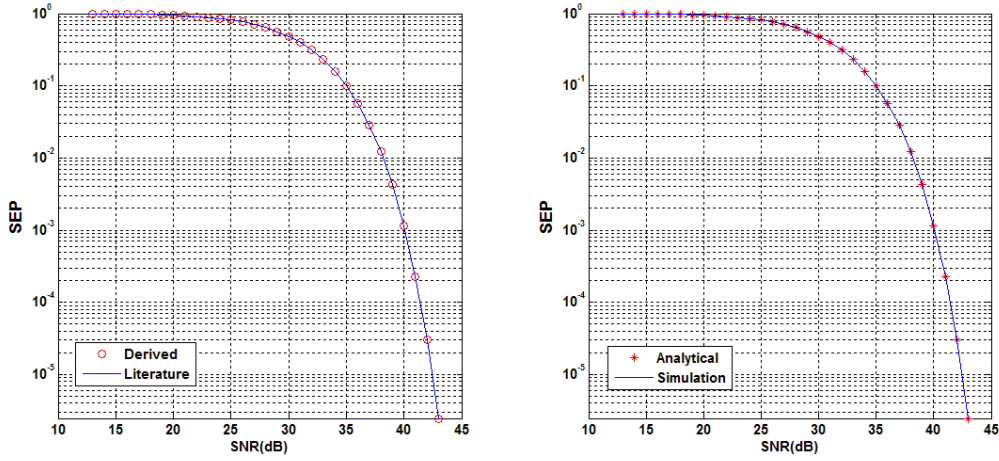 10^0
10^-1
10^-2
10^-3
10^-4
10^-5
SEP
Derived
Literature
10 15 20 25 30 35 40 45
SNR(dB)
10^0
10^-1
10^-2
10^-3
10^-4
10^-5
SEP
Analytical
Simulation
10 15 20 25 30 35 40 45
SNR(dB)